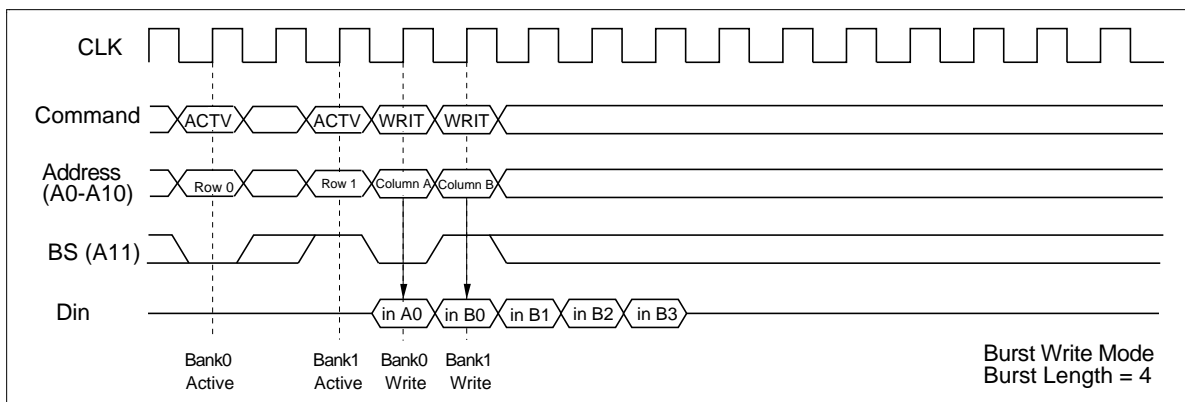 CLK
Command
ACTV
ACTV
WRIT
WRIT
Address
(A0-A10)
Row 0
Row 1
Column A
Column B
BS (A11)
Din
in A0
in B0
in B1
in B2
in B3
Bank0
Active
Bank1
Active
Bank0
Write
Bank1
Write
Burst Write Mode
Burst Length = 4